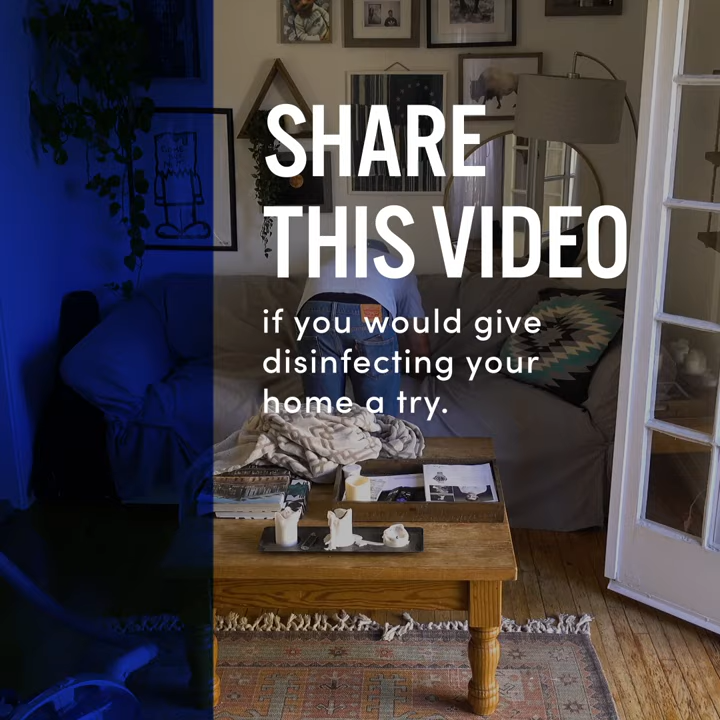 SHARE
THIS VIDEO
if you would give
disinfecting your
home a try.